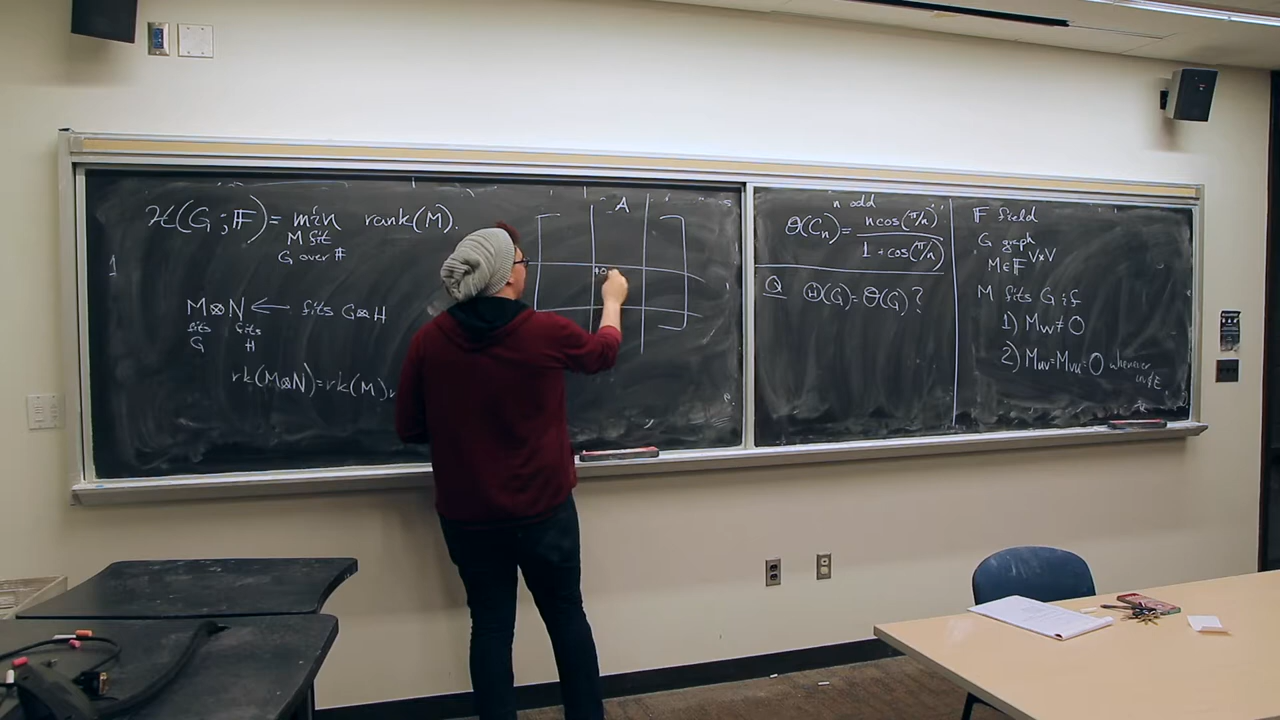 ℋ(G;𝔽) = min rank(M).
M fit
G over 𝔽
M⊗N ← fits G⊠H
fits fits
G H
rk(M⊗N)=rk(M)
A
n odd
ϑ(Cₙ) = n cos(π/n) / 1 + cos(π/n)
Q Θ(G)=ϑ(G)?
𝔽 field
G graph
M∈𝔽^{V×V}
M fits G if
1) Mᵥᵥ≠0
2) Mᵤᵥ=Mᵥᵤ=0 whenever
uv∉E.